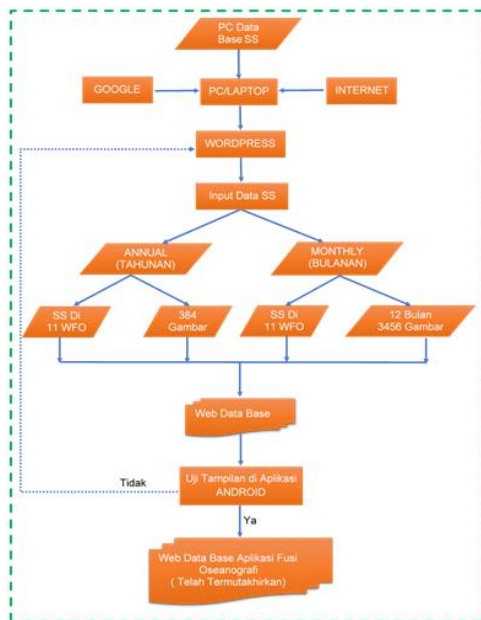 PC Data
Base SS
GOOGLE
PC/LAPTOP
INTERNET
WORDPRESS
Input Data SS
ANNUAL
(TAHUNAN)
MONTHLY
(BULANAN)
SS Di
11 WFO
384
Gambar
SS Di
11 WFO
12 Bulan
3456 Gambar
Web Data Base
Tidak
Uji Tampilan di Aplikasi
ANDROID
Ya
Web Data Base Aplikasi Fusi
Oseanografi
( Telah Termutakhirkan)